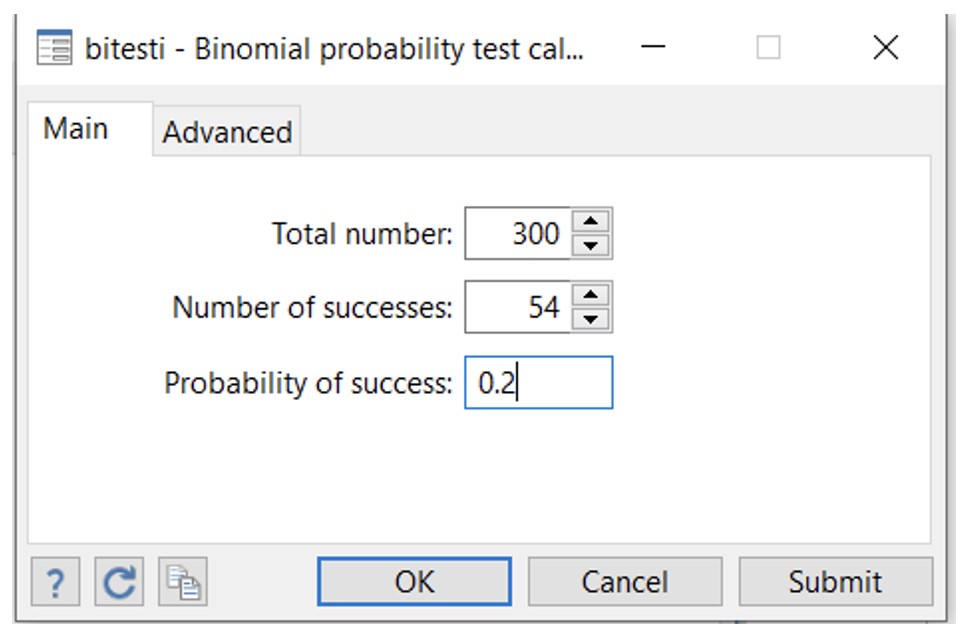 bitesti - Binomial probability test cal...
Main Advanced
Total number: 300
Number of successes: 54
Probability of success: 0.2
? OK Cancel Submit